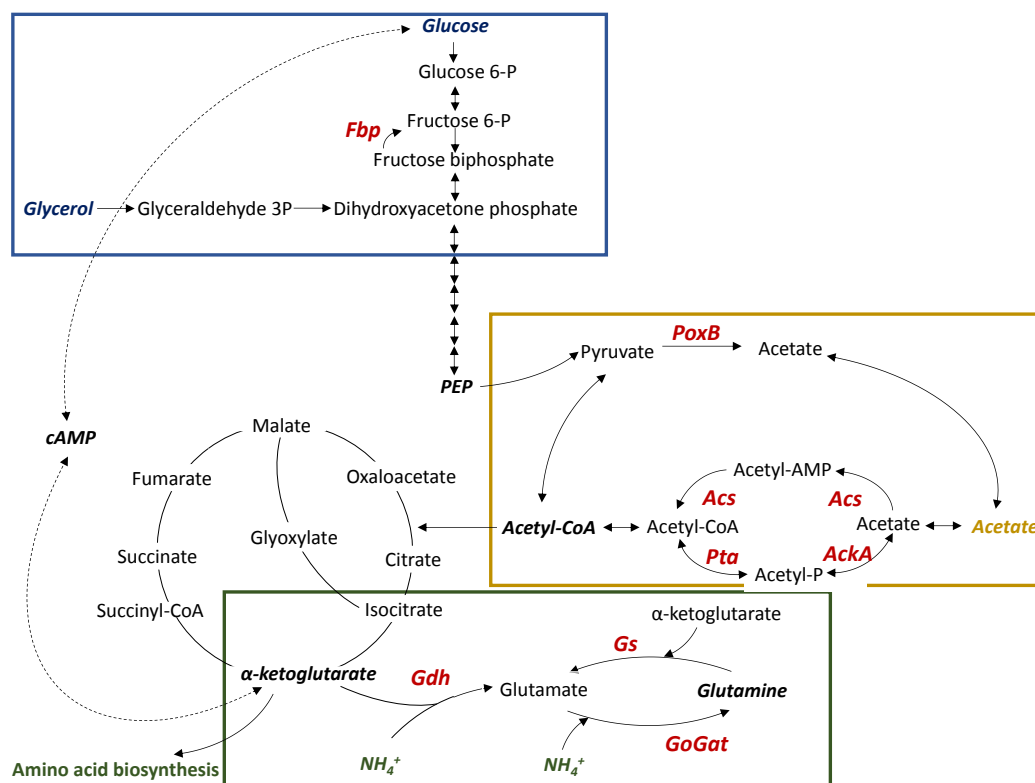 Glucose
Glucose 6-P
Fbp
Fructose 6-P
Fructose biphosphate
Glycerol
Glyceraldehyde 3P
Dihydroxyacetone phosphate
PEP
Pyruvate
PoxB
Acetate
cAMP
Malate
Fumarate
Oxaloacetate
Succinate
Glyoxylate
Citrate
Succinyl-CoA
Isocitrate
Acetyl-CoA
Acetyl-CoA
Acetyl-AMP
Acs
Acs
Acetate
Acetate
Pta
AckA
Acetyl-P
α-ketoglutarate
α-ketoglutarate
Gdh
Gs
Glutamate
Glutamine
GoGat
NH₄⁺
NH₄⁺
Amino acid biosynthesis